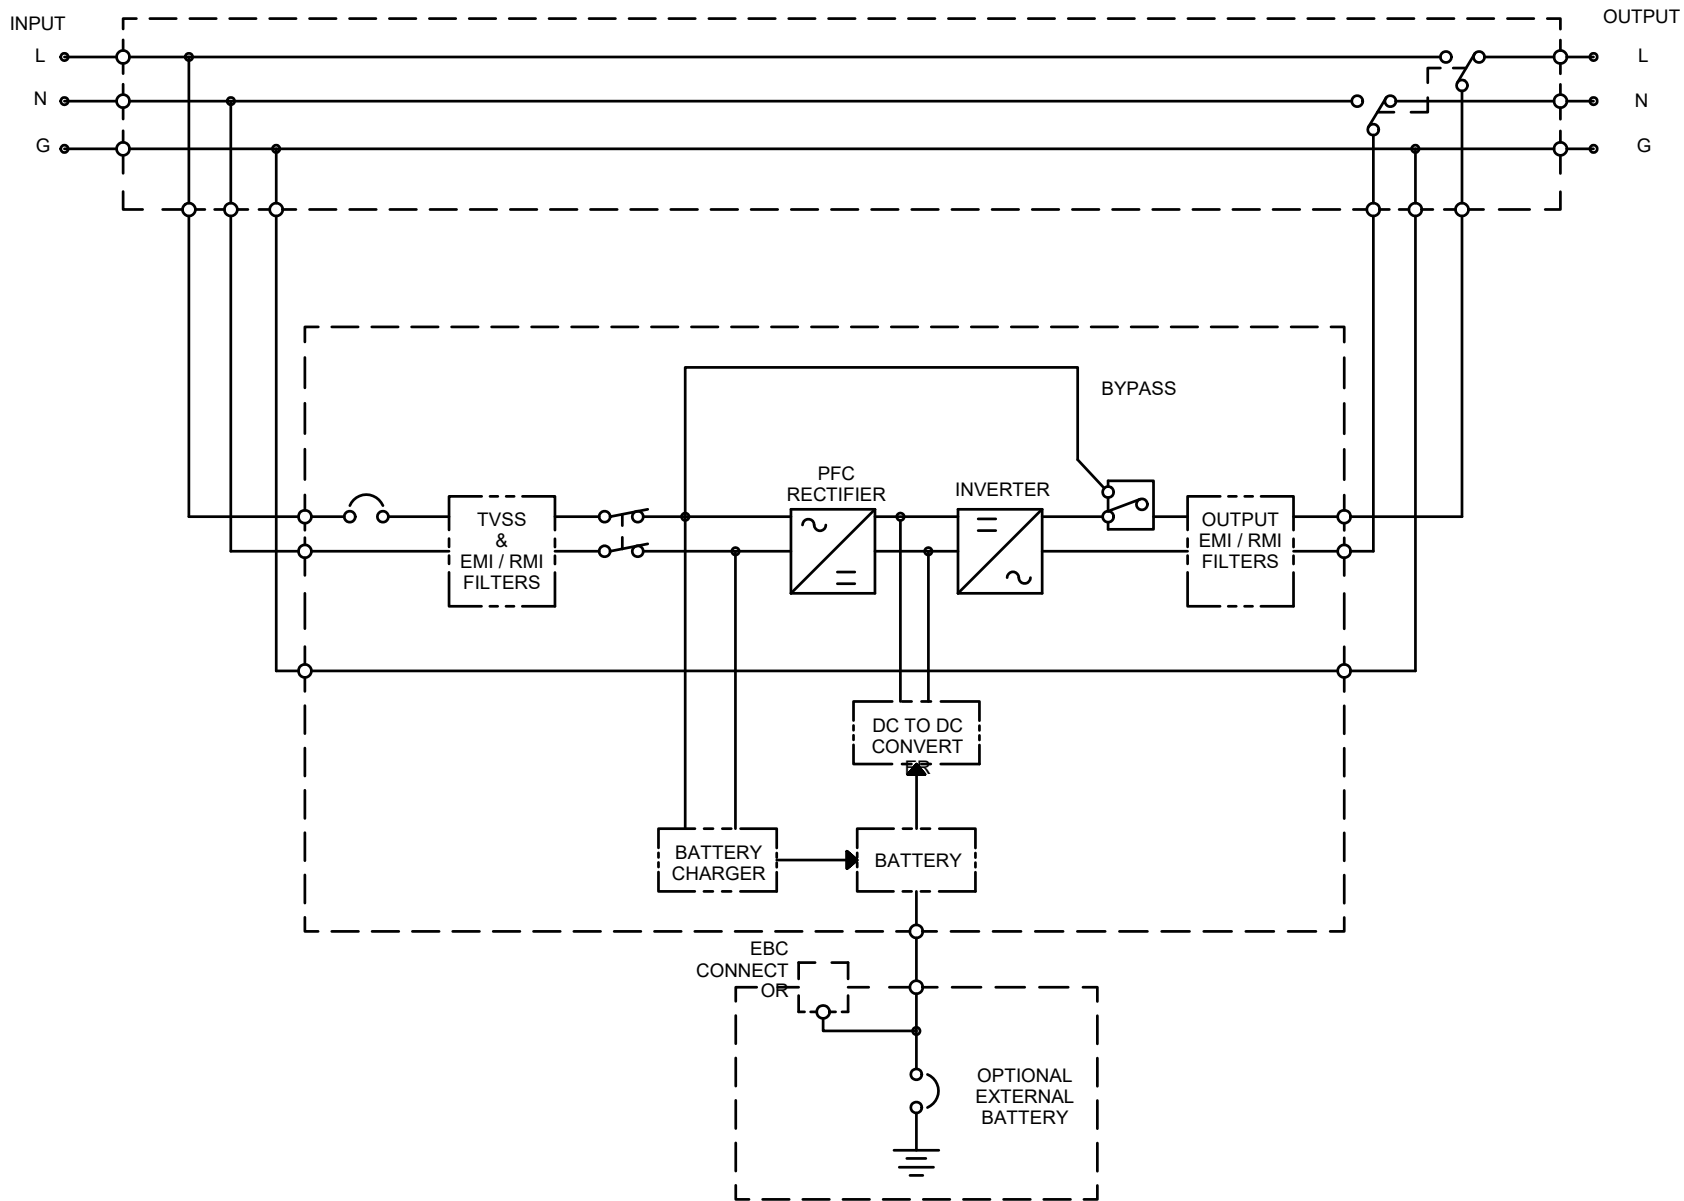 INPUT
OUTPUT
L
L
N
N
G
G
BYPASS
PFC
RECTIFIER
INVERTER
TVSS
&
EMI / RMI
FILTERS
OUTPUT
EMI / RMI
FILTERS
DC TO DC
CONVERT
ER
BATTERY
CHARGER
BATTERY
EBC
CONNECT
OR
OPTIONAL
EXTERNAL
BATTERY